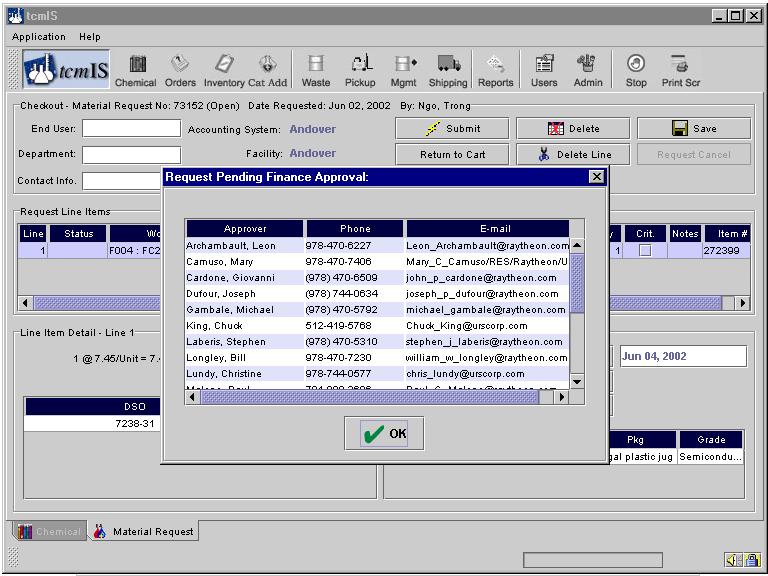 tcmIS
Application Help
tcmIS Chemical Orders Inventory Cat Add Waste Pickup Mgmt Shipping Reports Users Admin Stop Print Scr
Checkout - Material Request No: 73152 (Open) Date Requested: Jun 02, 2002 By: Ngo, Trong
End User: Accounting System: Andover Submit Delete Save
Department: Facility: Andover Return to Cart Delete Line Request Cancel
Contact Info.
Request Pending Finance Approval:
Request Line Items
Line Status Wo y Crit. Notes Item #
1 F004 : FC2 1 272399
Approver Phone E-mail
Archambault, Leon 978-470-6227 Leon_Archambault@raytheon.com
Camuso, Mary 978-470-7406 Mary_C_Camuso/RES/Raytheon/U
Cardone, Giovanni (978) 470-6509 john_p_cardone@raytheon.com
Dufour, Joseph (978) 744-0634 joseph_p_dufour@raytheon.com
Gambale, Michael (978) 470-5792 michael_gambale@raytheon.com
King, Chuck 512-419-5768 Chuck_King@urscorp.com
Laberis, Stephen (978) 470-5310 stephen_j_laberis@raytheon.com
Longley, Bill 978-470-7230 william_w_longley@raytheon.com
Lundy, Christine 978-744-0577 chris_lundy@urscorp.com
OK
Line Item Detail - Line 1
1 @ 7.45/Unit = 7. Jun 04, 2002
DSO
7238-31
Pkg Grade
gal plastic jug Semicondu...
Chemical Material Request